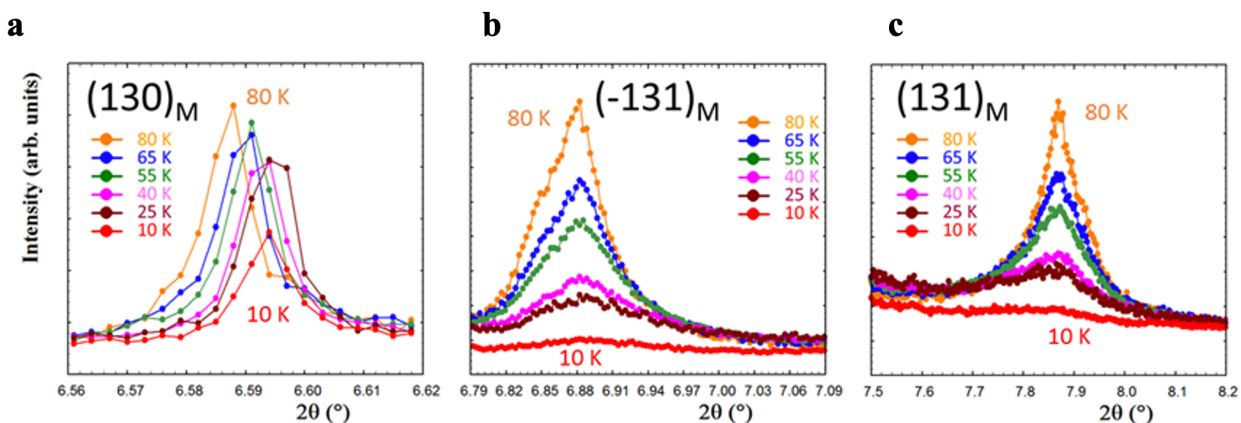 a
b
c
Intensity (arb. units)
(130)M
80 K
80 K
65 K
55 K
40 K
25 K
10 K
10 K
6.56 6.57 6.58 6.59 6.60 6.61 6.62
2θ (°)
80 K
(-131)M
80 K
65 K
55 K
40 K
25 K
10 K
10 K
6.79 6.82 6.85 6.88 6.91 6.94 6.97 7.00 7.03 7.06 7.09
2θ (°)
(131)M
80 K
80 K
65 K
55 K
40 K
25 K
10 K
10 K
7.5 7.6 7.7 7.8 7.9 8.0 8.1 8.2
2θ (°)